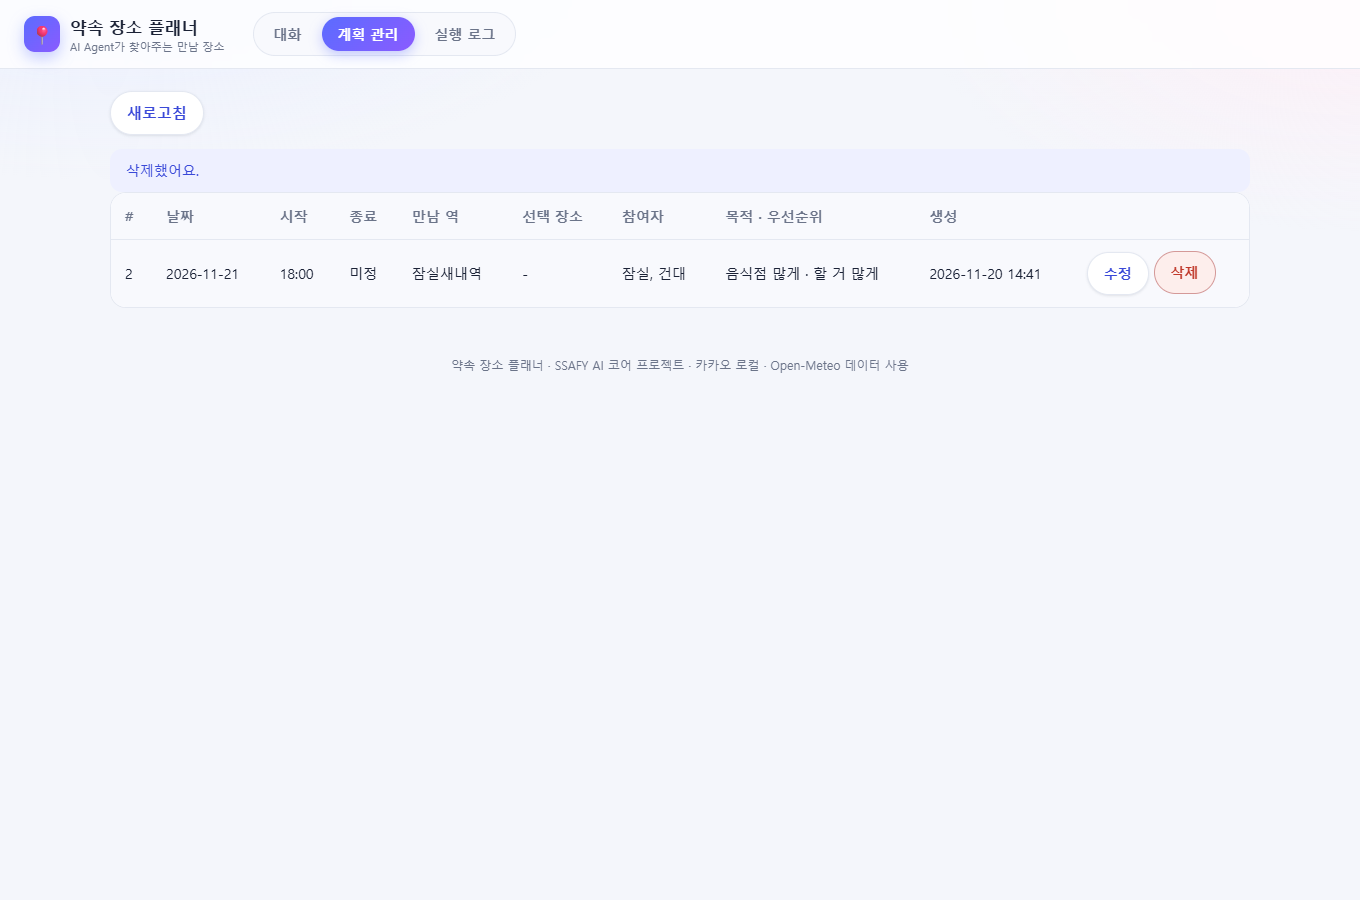 약속 장소 플래너
AI Agent가 찾아주는 만남 장소
대화
계획 관리
실행 로그
새로고침
삭제했어요.
# 날짜 시작 종료 만남 역 선택 장소 참여자 목적 · 우선순위 생성
2 2026-11-21 18:00 미정 잠실새내역 - 잠실, 건대 음식점 많게 · 할 거 많게 2026-11-20 14:41 수정 삭제
약속 장소 플래너 · SSAFY AI 코어 프로젝트 · 카카오 로컬 · Open-Meteo 데이터 사용